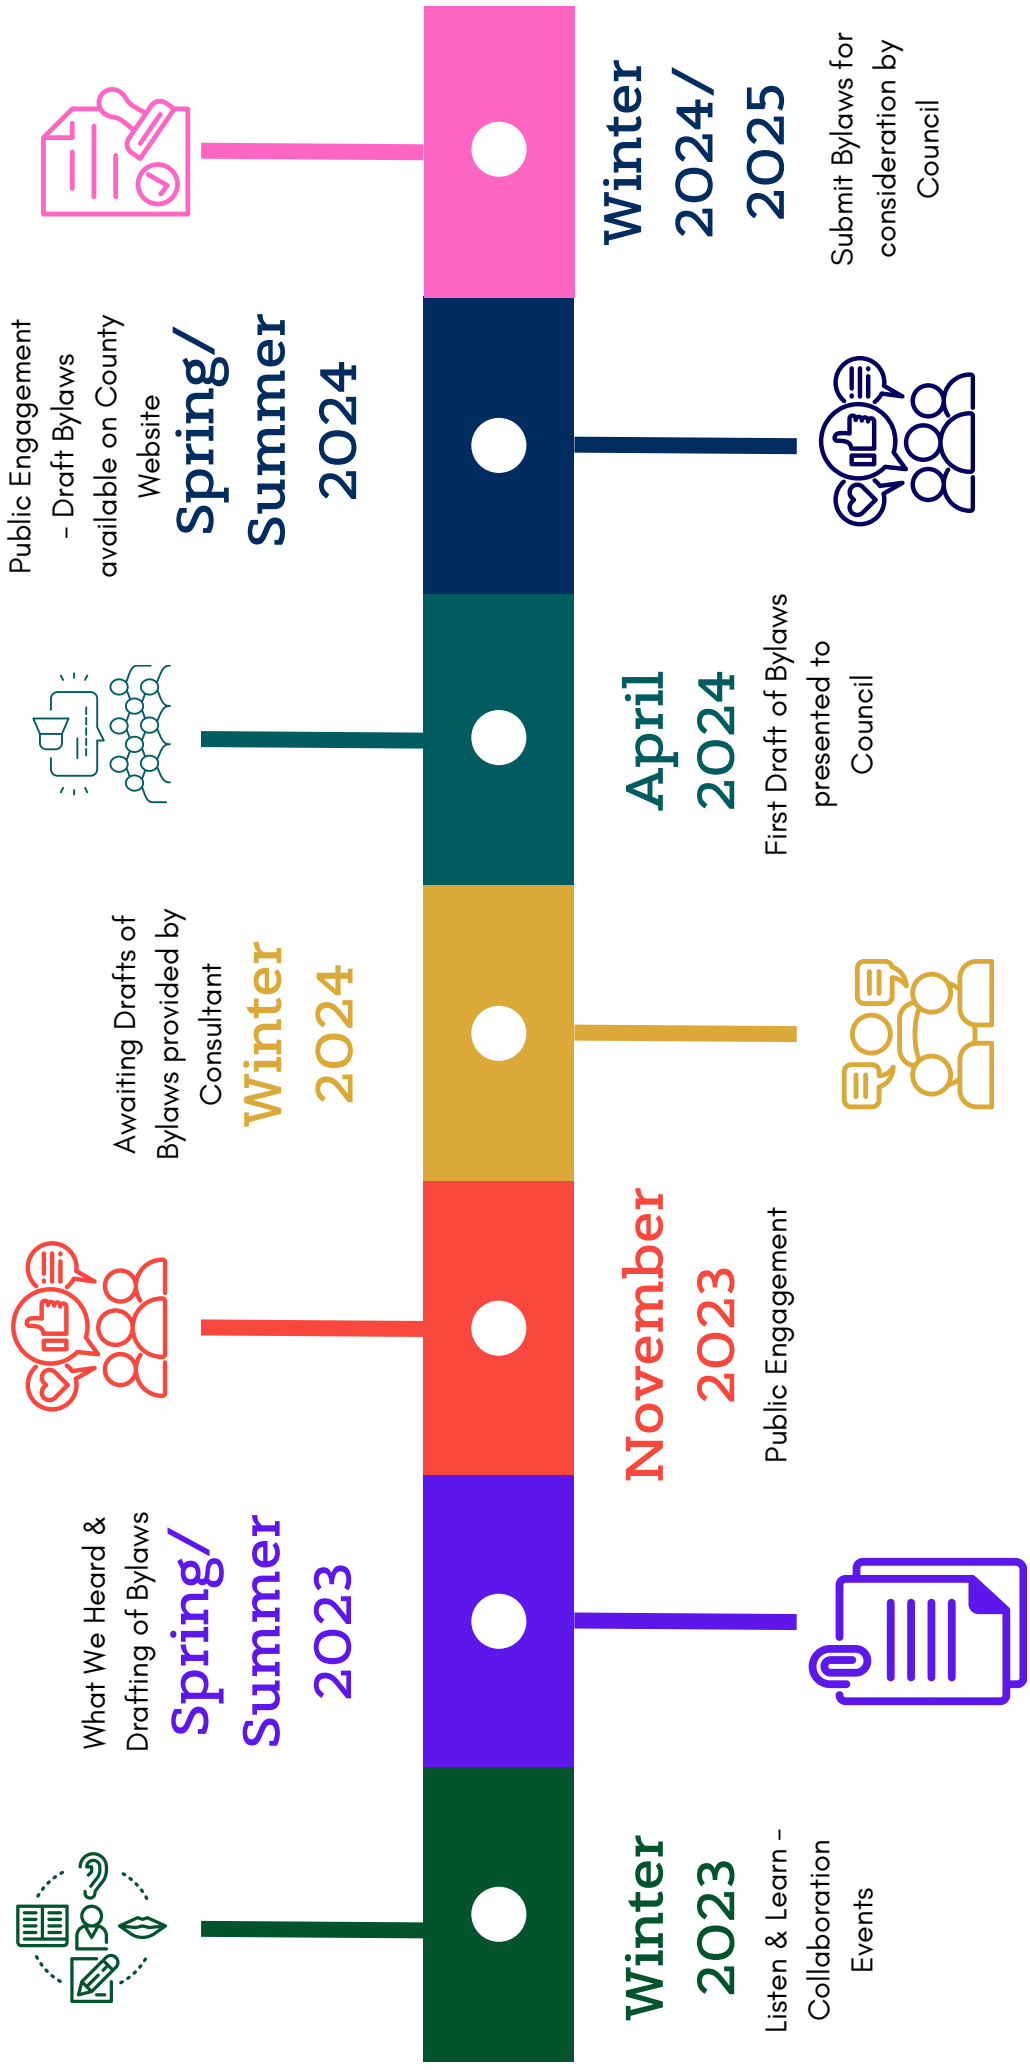 Winter
2023
Listen & Learn -
Collaboration
Events
What We Heard &
Drafting of Bylaws
Spring/
Summer
2023
November
2023
Public Engagement
Awaiting Drafts of
Bylaws provided by
Consultant
Winter
2024
April
2024
First Draft of Bylaws
presented to
Council
Public Engagement
- Draft Bylaws
available on County
Website
Spring/
Summer
2024
Winter
2024/
2025
Submit Bylaws for
consideration by
Council